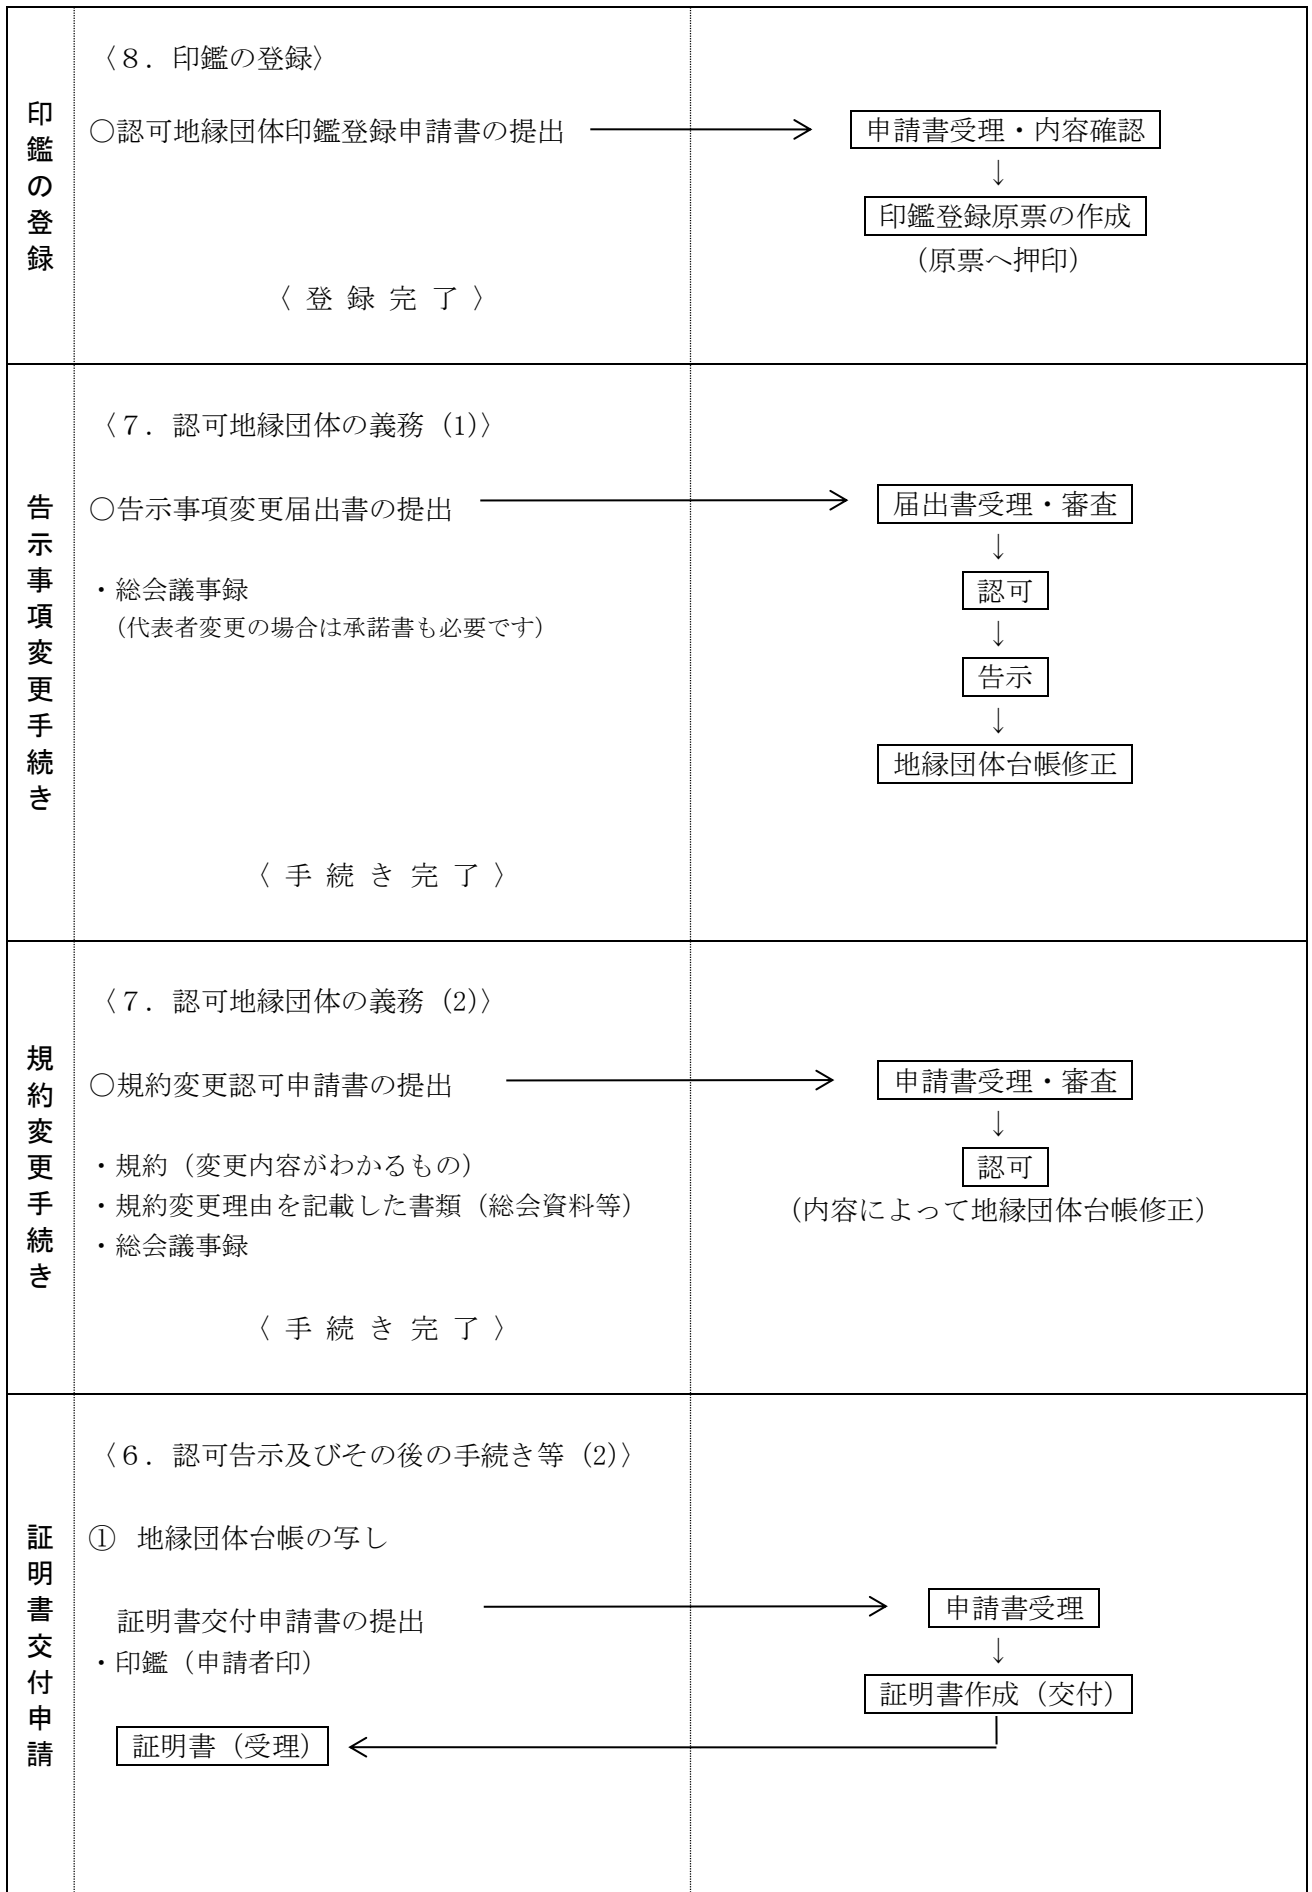 印鑑の登録
〈８．印鑑の登録〉
○認可地縁団体印鑑登録申請書の提出
申請書受理・内容確認
↓
印鑑登録原票の作成
（原票へ押印）
〈 登 録 完 了 〉
告示事項変更手続き
〈７．認可地縁団体の義務（1）〉
○告示事項変更届出書の提出
届出書受理・審査
↓
・総会議事録
認可
（代表者変更の場合は承諾書も必要です）
↓
告示
↓
地縁団体台帳修正
〈 手 続 き 完 了 〉
規約変更手続き
〈７．認可地縁団体の義務（2）〉
○規約変更認可申請書の提出
申請書受理・審査
↓
・規約（変更内容がわかるもの）
認可
・規約変更理由を記載した書類（総会資料等）
（内容によって地縁団体台帳修正）
・総会議事録
〈 手 続 き 完 了 〉
証明書交付申請
〈６．認可告示及びその後の手続き等（2）〉
① 地縁団体台帳の写し
証明書交付申請書の提出
申請書受理
↓
・印鑑（申請者印）
証明書作成（交付）
証明書（受理）